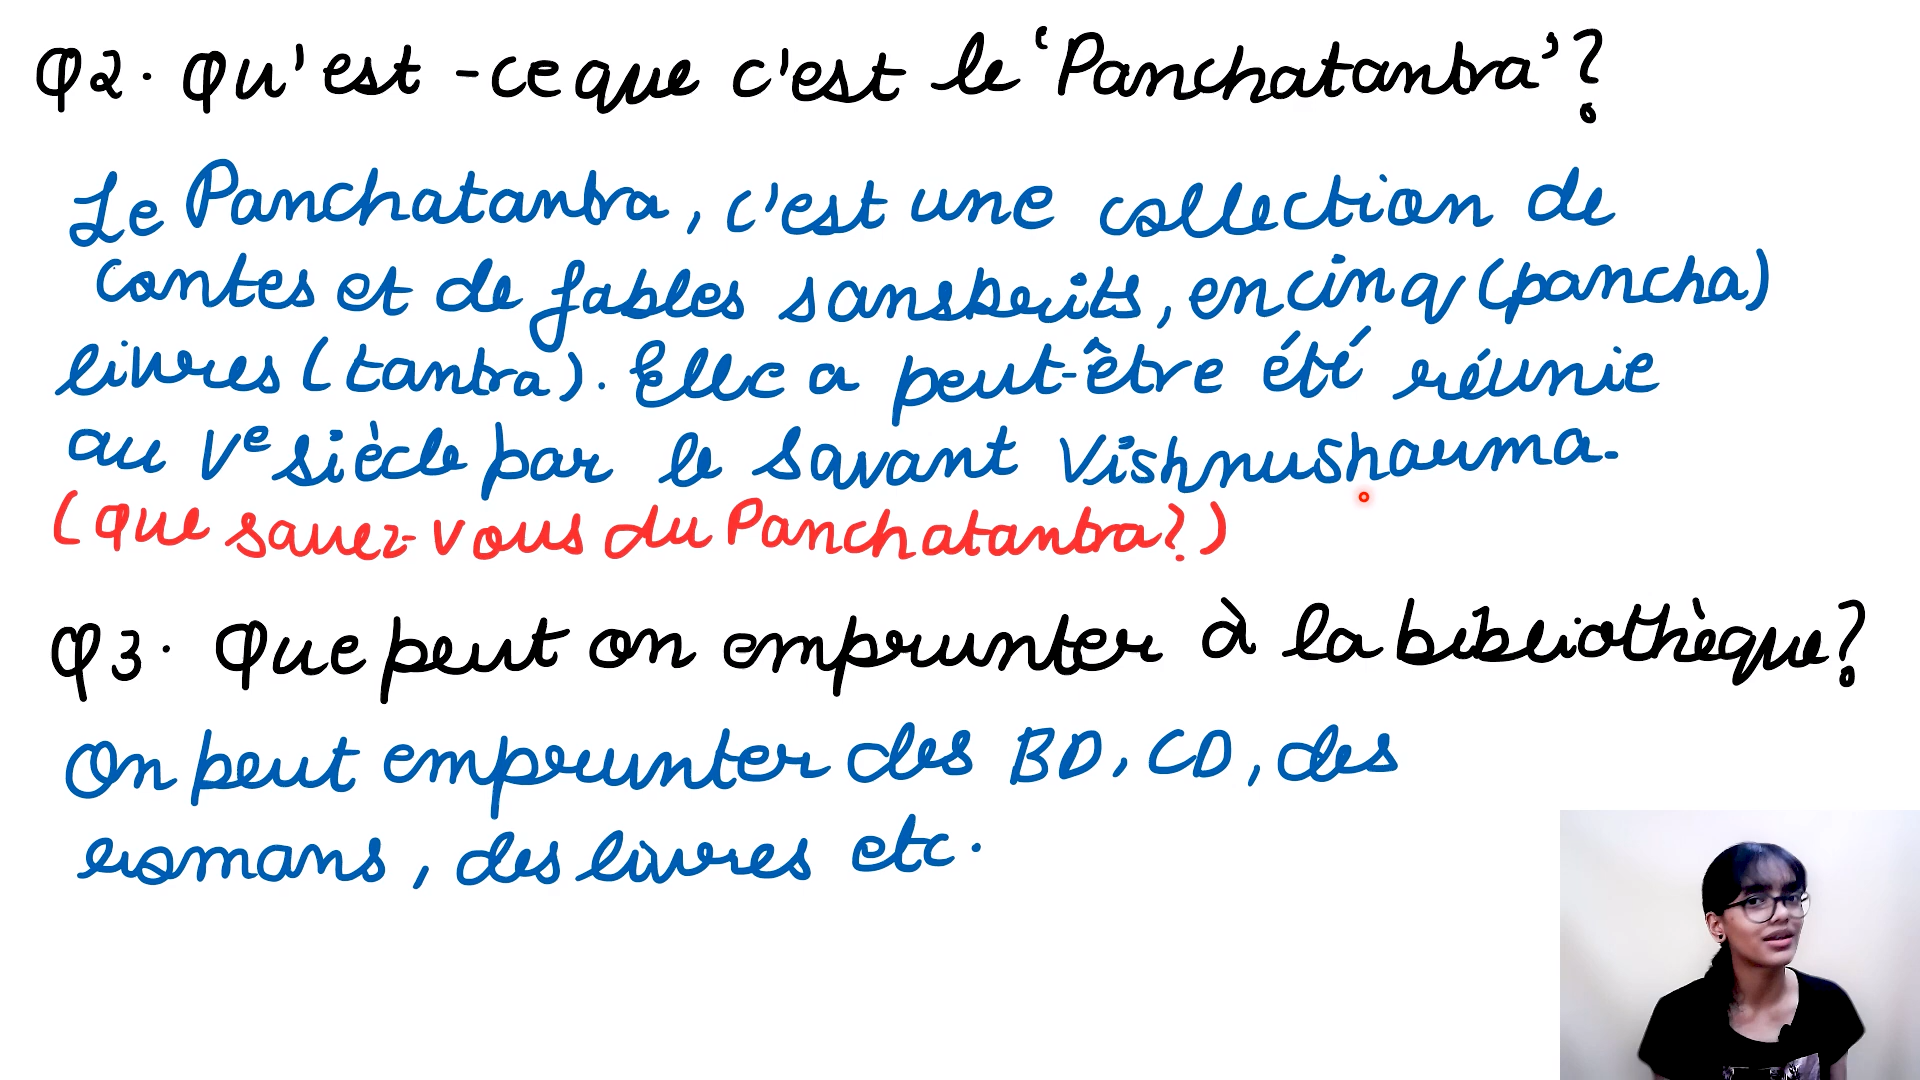 Q2. Qu'est-ce que c'est le 'Panchatantra'?
Le Panchatantra, c'est une collection de
contes et de fables sanskrits, en cinq (pancha)
livres (tantra). Elle a peut-être été réunie
au Vᵉ siècle par le savant Vishnusharma.
(que savez-vous du Panchatantra?)
Q3. Que peut on emprunter à la bibliothèque?
On peut emprunter des BD, CD, des
romans, des livres etc.